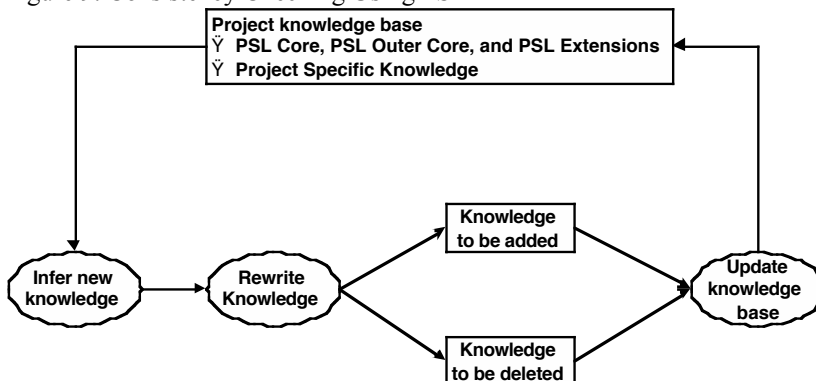 Project knowledge base
Ÿ PSL Core, PSL Outer Core, and PSL Extensions
Ÿ Project Specific Knowledge
Knowledge
to be added
Infer new
knowledge
Rewrite
Knowledge
Update
knowledge
base
Knowledge
to be deleted